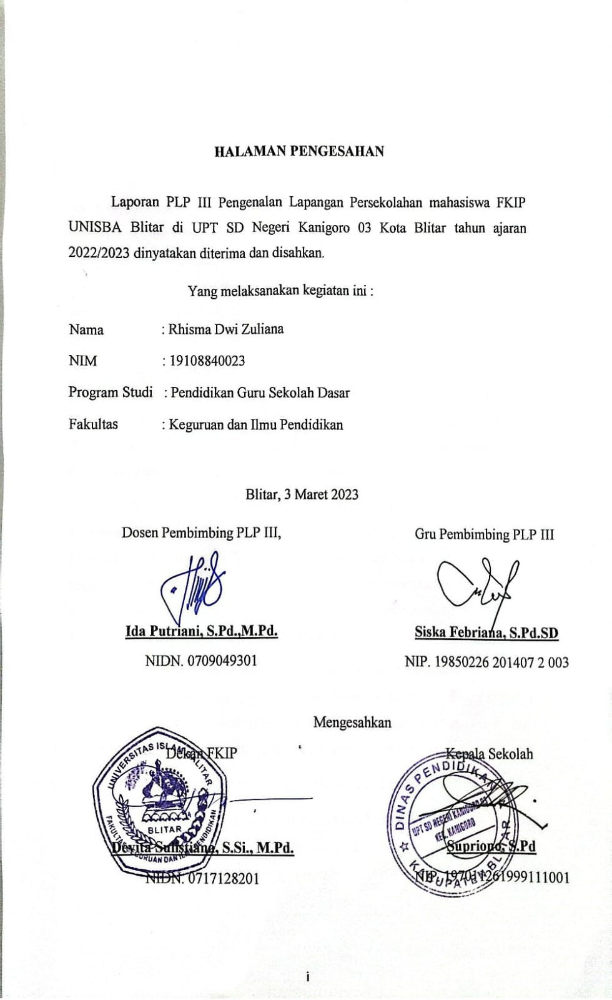 HALAMAN PENGESAHAN
Laporan PLP III Pengenalan Lapangan Persekolahan mahasiswa FKIP
UNISBA Blitar di UPT SD Negeri Kanigoro 03 Kota Blitar tahun ajaran
2022/2023 dinyatakan diterima dan disahkan.
Yang melaksanakan kegiatan ini :
Nama : Rhisma Dwi Zuliana
NIM : 19108840023
Program Studi : Pendidikan Guru Sekolah Dasar
Fakultas : Keguruan dan Ilmu Pendidikan
Blitar, 3 Maret 2023
Dosen Pembimbing PLP III,
Gru Pembimbing PLP III
Ida Putriani, S.Pd.,M.Pd.
Siska Febriana, S.Pd.SD
NIDN. 0709049301
NIP. 19850226 201407 2 003
Mengesahkan
Dekan FKIP
Kepala Sekolah
UNIVERSITAS ISLAM BALITAR
BLITAR
FAKULTAS KEGURUAN DAN ILMU PENDIDIKAN
DINAS PENDIDIKAN
UPT SD NEGERI KANIGORO 03
KEC. KANIGORO
KABUPATEN BLITAR
Devita Sulistiana, S.Si., M.Pd.
Supriono, S.Pd
NIDN. 0717128201
NIP.
i